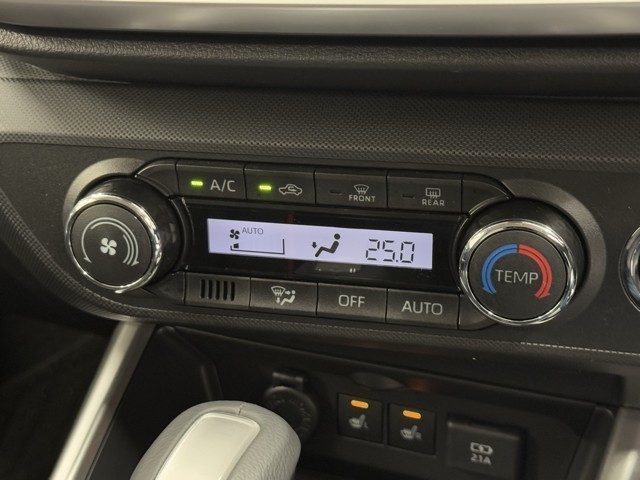 A/C
FRONT
REAR
AUTO
25.0
TEMP
OFF
AUTO
L
R
2.1A